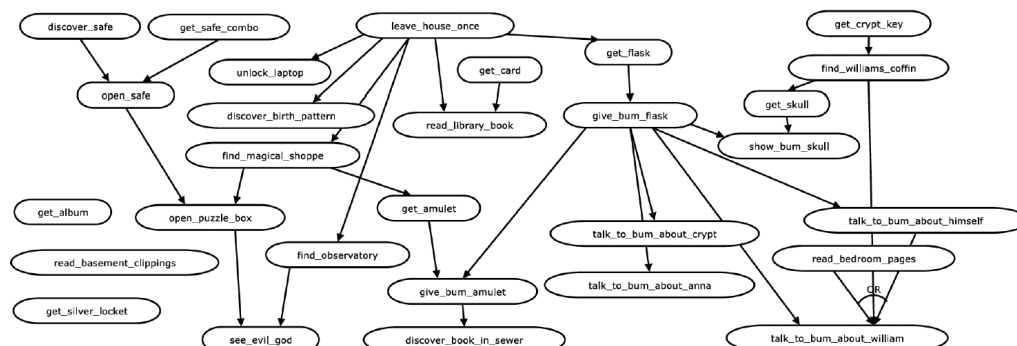 discover_safe
get_safe_combo
leave_house_once
get_crypt_key
get_flask
unlock_laptop
get_card
find_williams_coffin
open_safe
get_skull
discover_birth_pattern
read_library_book
give_bum_flask
show_bum_skull
find_magical_shoppe
get_album
open_puzzle_box
get_amulet
talk_to_bum_about_himself
talk_to_bum_about_crypt
read_basement_clippings
find_observatory
read_bedroom_pages
give_bum_amulet
talk_to_bum_about_anna
OR
get_silver_locket
see_evil_god
discover_book_in_sewer
talk_to_bum_about_william